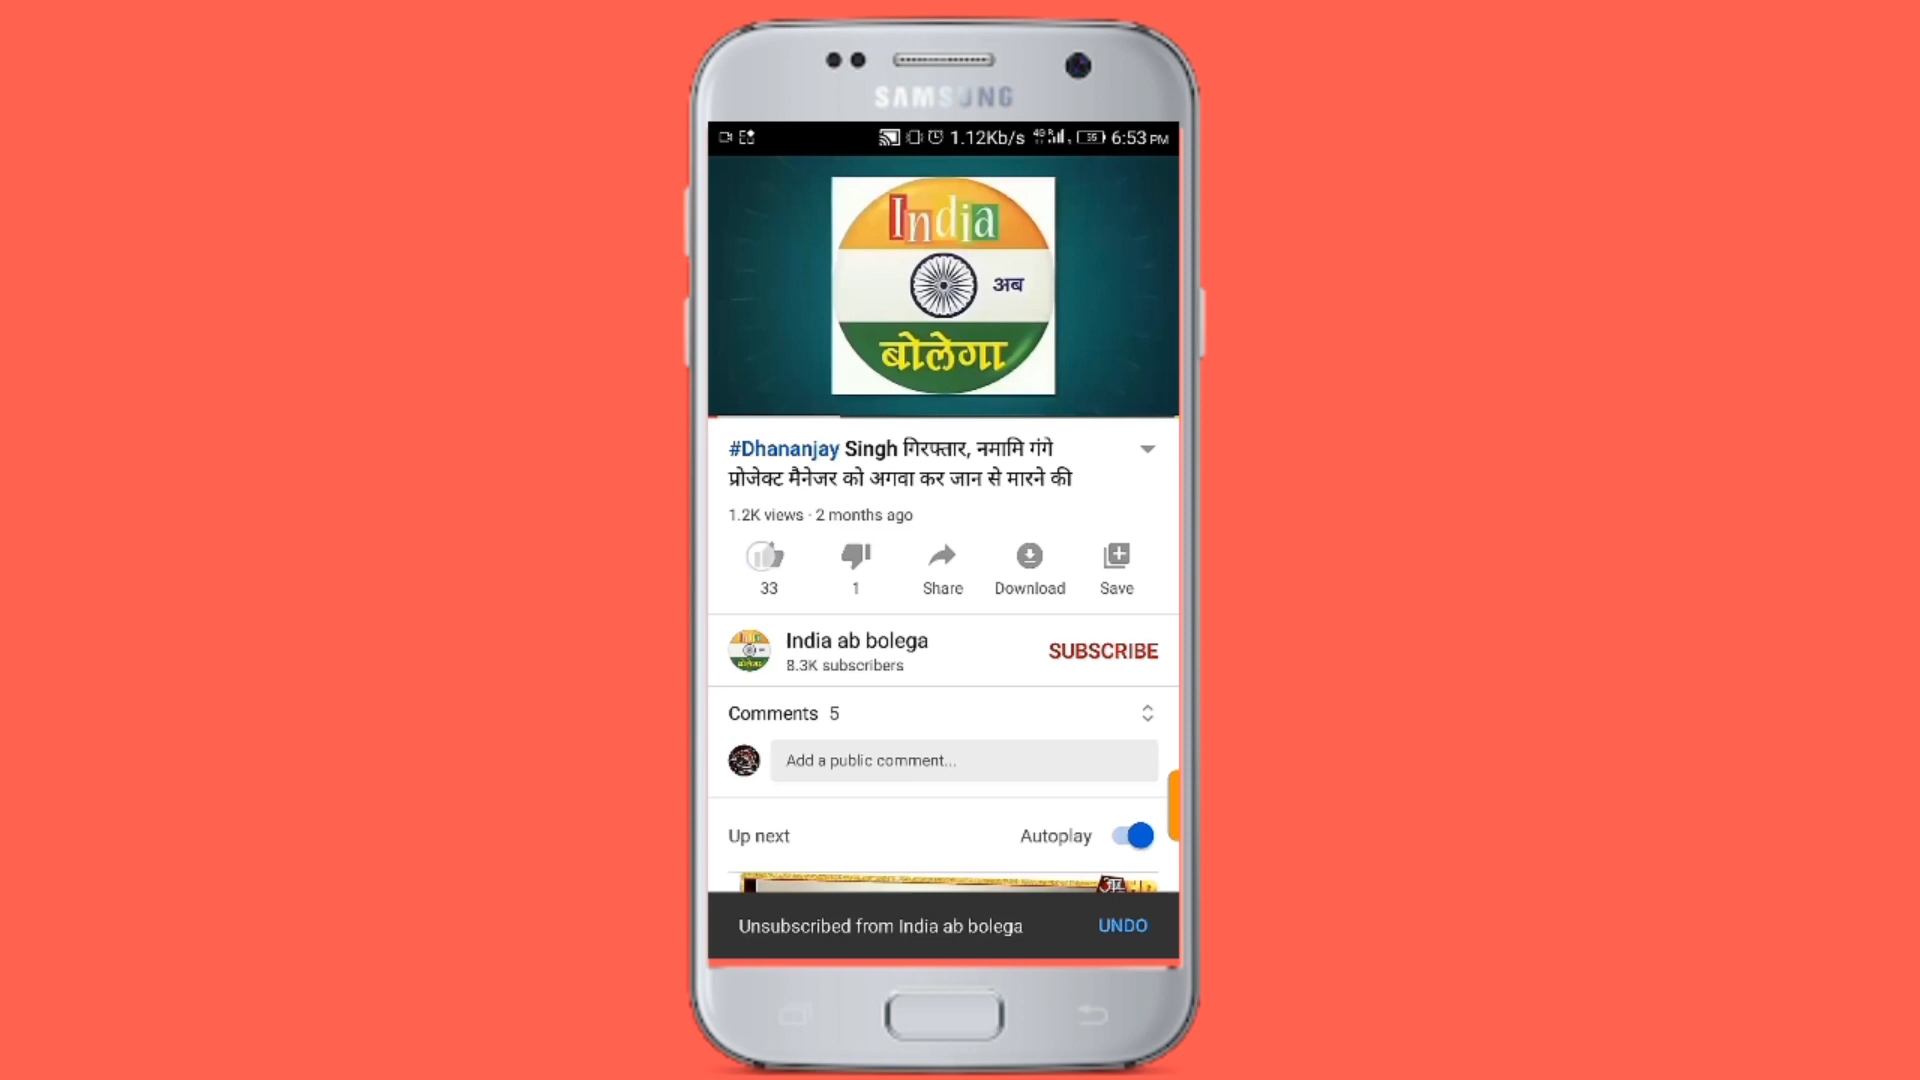 SAMSUNG
1.12Kb/s 4G R 55 6:53 PM
India
अब
बोलेगा
#Dhananjay Singh गिरफ्तार, नमामि गंगे
प्रोजेक्ट मैनेजर को अगवा कर जान से मारने की
1.2K views · 2 months ago
33 1 Share Download Save
India ab bolega SUBSCRIBE
8.3K subscribers
Comments 5
Add a public comment...
Up next Autoplay
Unsubscribed from India ab bolega UNDO